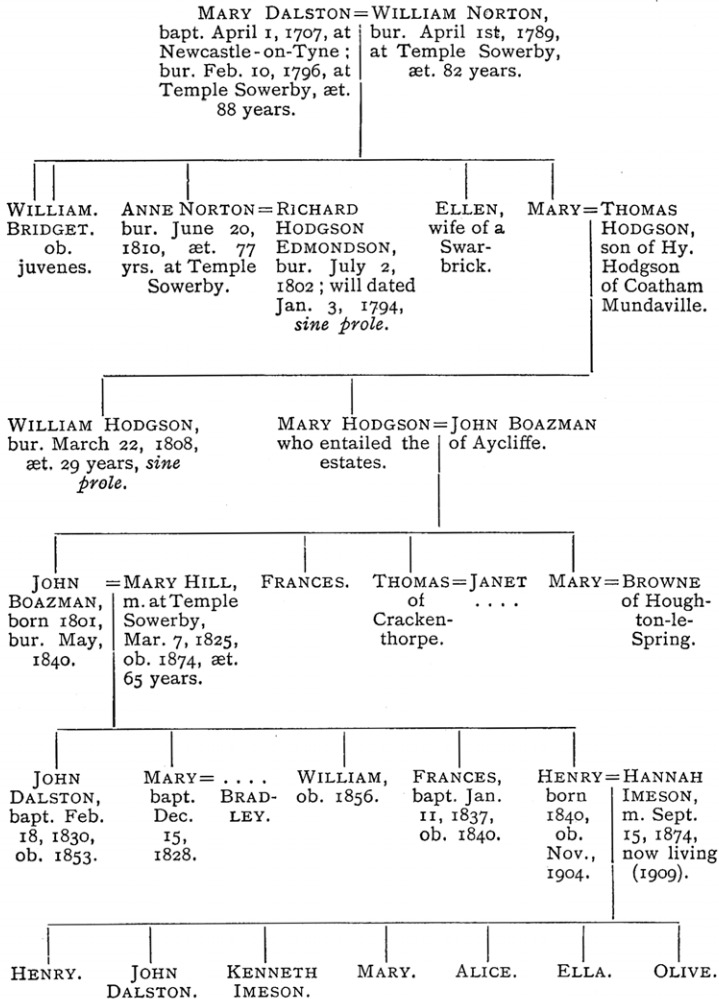 MARY DALSTON=WILLIAM NORTON,
bapt. April 1, 1707, at
Newcastle-on-Tyne;
bur. Feb. 10, 1796, at
Temple Sowerby, æt.
88 years.
bur. April 1st, 1789,
at Temple Sowerby,
æt. 82 years.
WILLIAM.
BRIDGET.
ob.
juvenes.
ANNE NORTON=RICHARD
bur. June 20,
1810, æt. 77
yrs. at Temple
Sowerby.
HODGSON
EDMONDSON,
bur. July 2,
1802; will dated
Jan. 3, 1794,
sine prole.
ELLEN,
wife of a
Swar-
brick.
MARY=THOMAS
HODGSON,
son of Hy.
Hodgson
of Coatham
Mundaville.
WILLIAM HODGSON,
bur. March 22, 1808,
æt. 29 years, sine
prole.
MARY HODGSON=JOHN BOAZMAN
who entailed the
estates.
of Aycliffe.
JOHN
BOAZMAN,
born 1801,
bur. May,
1840.
=MARY HILL,
m. at Temple
Sowerby,
Mar. 7, 1825,
ob. 1874, æt.
65 years.
FRANCES.
THOMAS=JANET
of
Cracken-
thorpe.
. . . .
MARY=BROWNE
of Hough-
ton-le-
Spring.
JOHN
DALSTON,
bapt. Feb.
18, 1830,
ob. 1853.
MARY= . . . .
bapt.
Dec.
15,
1828.
BRAD-
LEY.
WILLIAM,
ob. 1856.
FRANCES,
bapt. Jan.
11, 1837,
ob. 1840.
HENRY=HANNAH
born
1840,
ob.
Nov.,
1904.
IMESON,
m. Sept.
15, 1874,
now living
(1909).
HENRY.
JOHN
DALSTON.
KENNETH
IMESON.
MARY.
ALICE.
ELLA.
OLIVE.